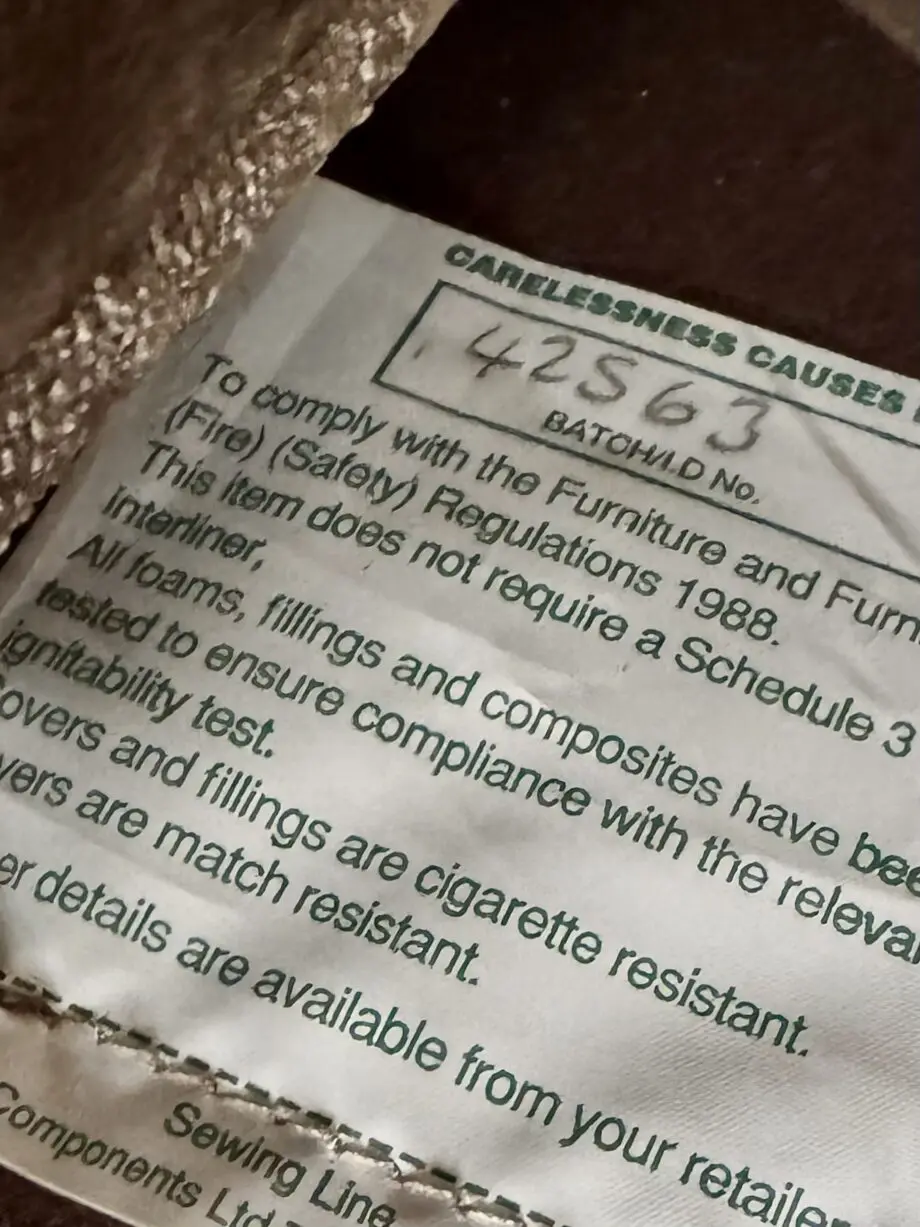 CARELESSNESS CAUSES
42563
BATCH/I.D No.
To comply with the Furniture and Furn
(Fire) (Safety) Regulations 1988.
This item does not require a Schedule 3
interliner,
All foams, fillings and composites have bee
tested to ensure compliance with the releva
ignitability test.
overs and fillings are cigarette resistant.
vers are match resistant.
er details are available from your retailer
Sewing Line
Components Ltd